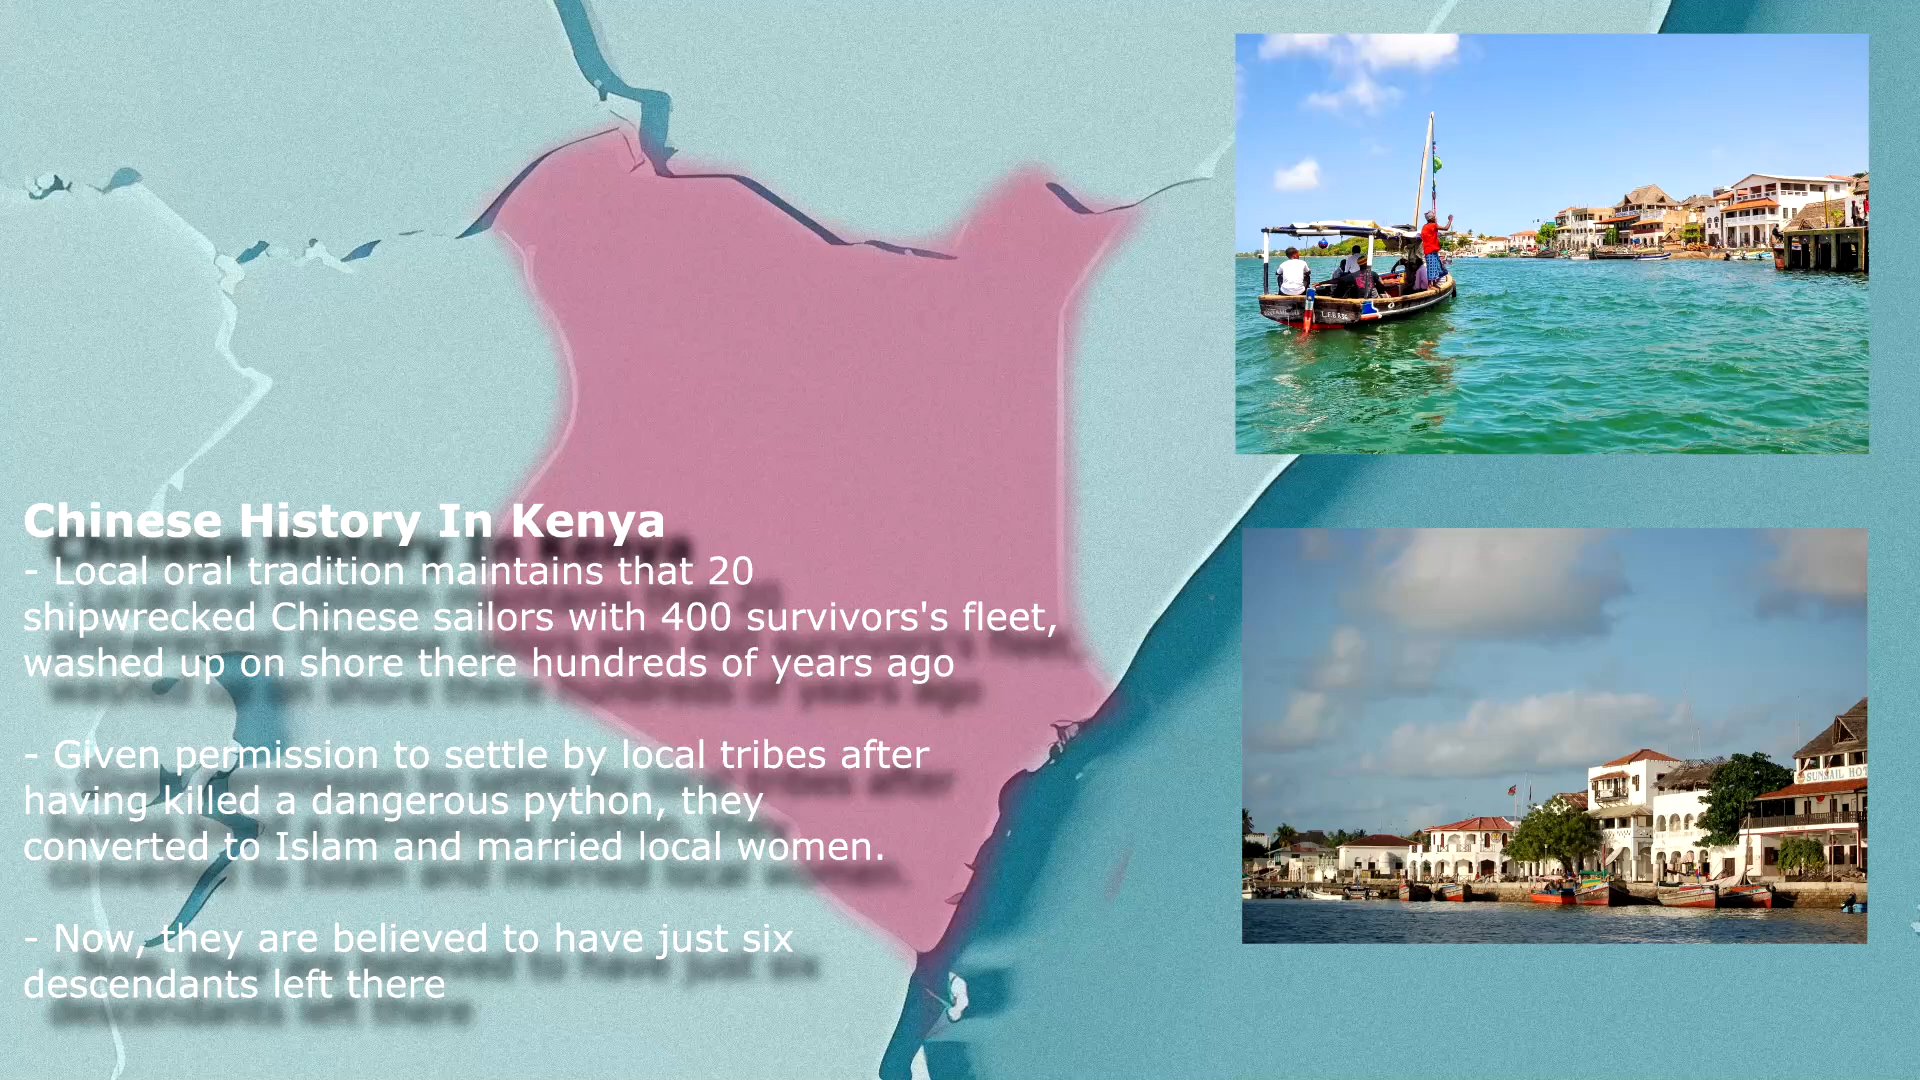 Chinese History In Kenya
- Local oral tradition maintains that 20
shipwrecked Chinese sailors with 400 survivors's fleet,
washed up on shore there hundreds of years ago
- Given permission to settle by local tribes after
having killed a dangerous python, they
converted to Islam and married local women.
- Now, they are believed to have just six
descendants left there
SUNSAIL HOT